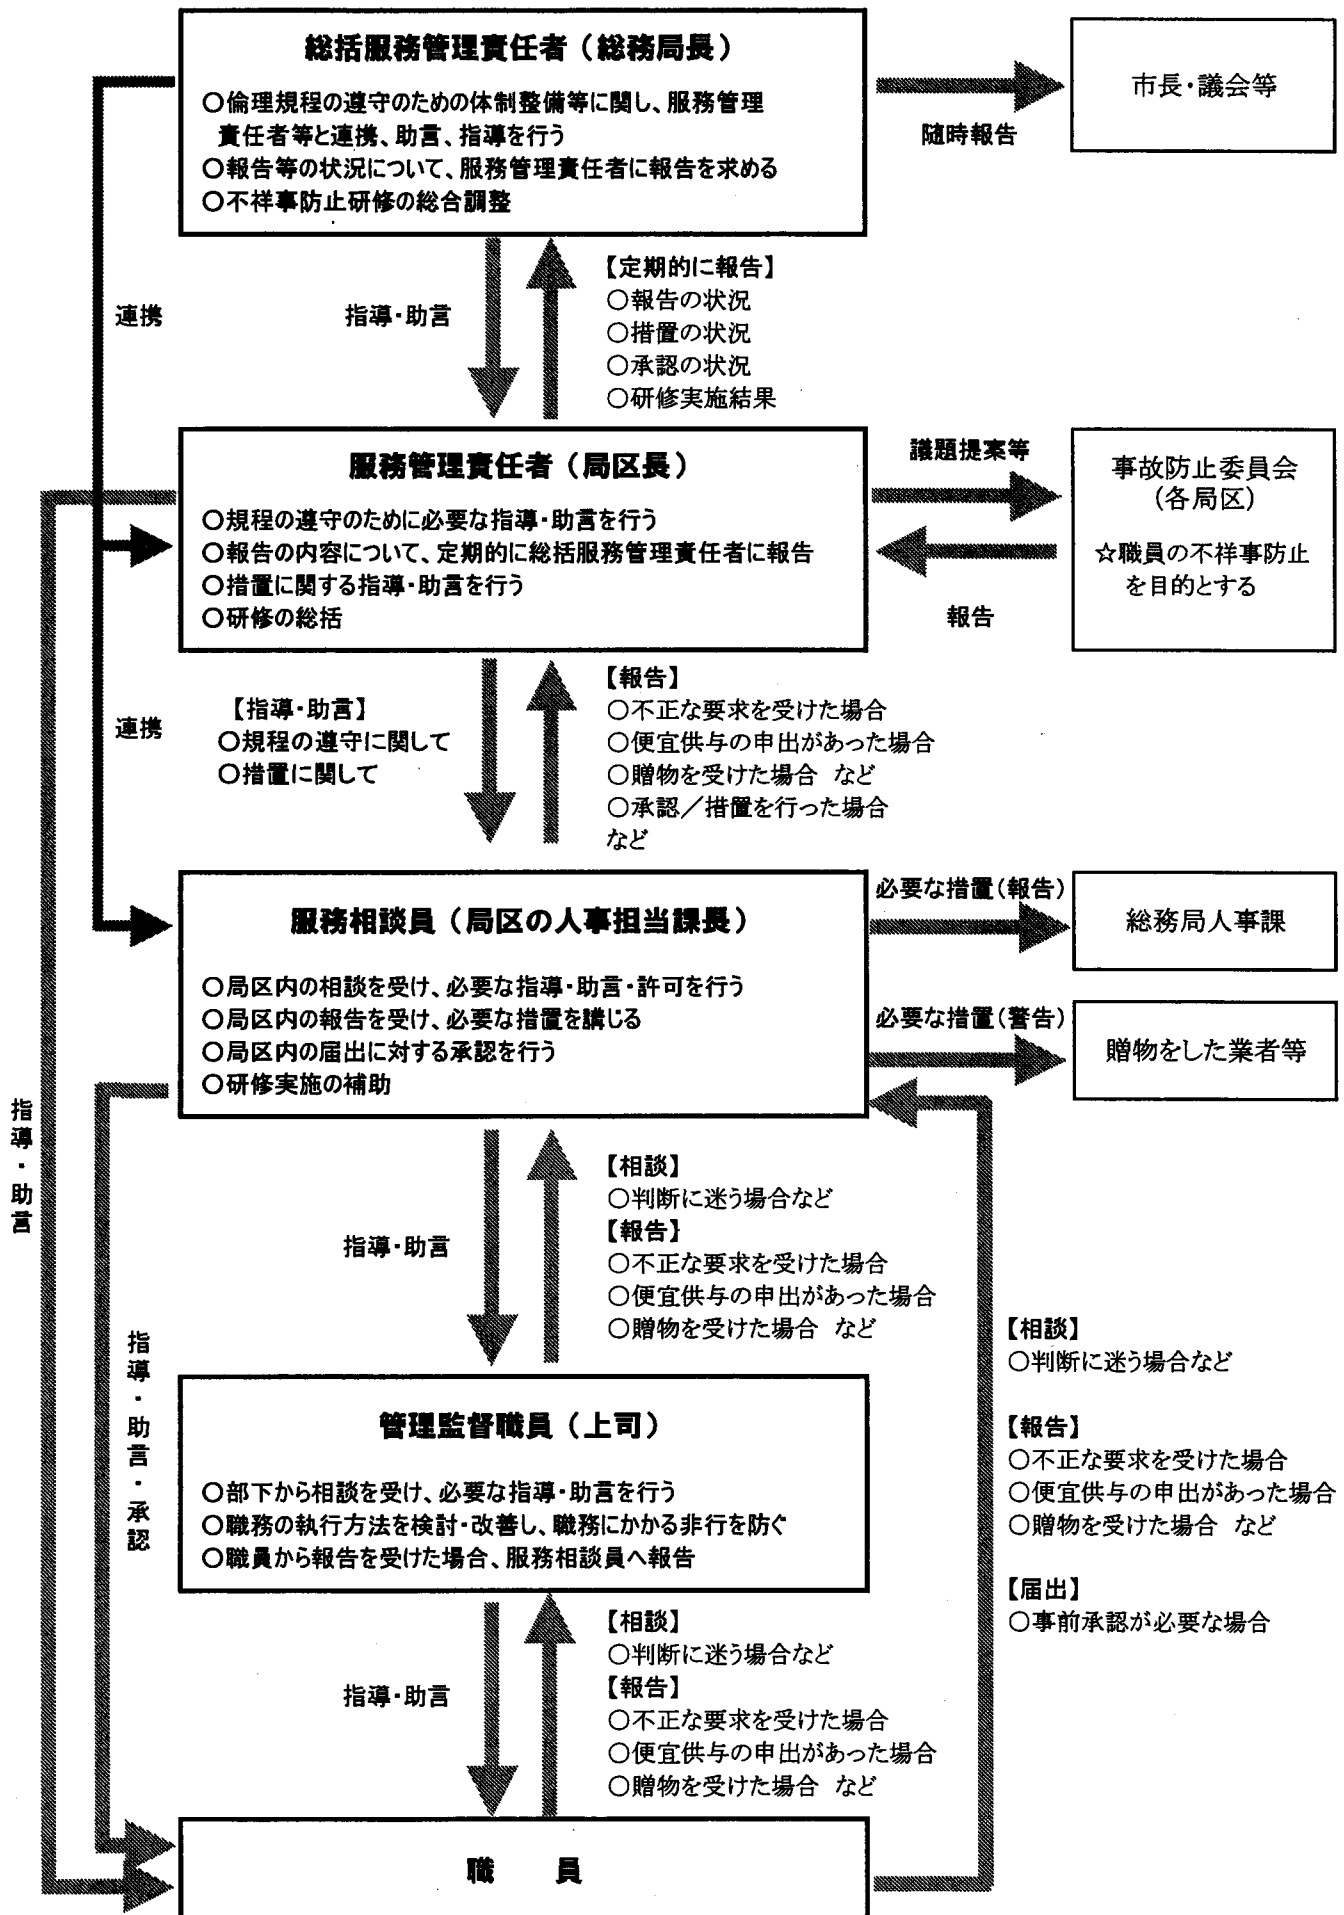 総括服務管理責任者（総務局長）
○倫理規程の遵守のための体制整備等に関し、服務管理
責任者等と連携、助言、指導を行う
○報告等の状況について、服務管理責任者に報告を求める
○不祥事防止研修の総合調整
随時報告
市長・議会等
連携
指導・助言
【定期的に報告】
○報告の状況
○措置の状況
○承認の状況
○研修実施結果
服務管理責任者（局区長）
○規程の遵守のために必要な指導・助言を行う
○報告の内容について、定期的に総括服務管理責任者に報告
○措置に関する指導・助言を行う
○研修の総括
議題提案等
報告
事故防止委員会
（各局区）
☆職員の不祥事防止
を目的とする
連携
【指導・助言】
○規程の遵守に関して
○措置に関して
【報告】
○不正な要求を受けた場合
○便宜供与の申出があった場合
○贈物を受けた場合 など
○承認／措置を行った場合
など
服務相談員（局区の人事担当課長）
○局区内の相談を受け、必要な指導・助言・許可を行う
○局区内の報告を受け、必要な措置を講じる
○局区内の届出に対する承認を行う
○研修実施の補助
必要な措置（報告）
総務局人事課
必要な措置（警告）
贈物をした業者等
指導・助言
指導・助言・承認
指導・助言
【相談】
○判断に迷う場合など
【報告】
○不正な要求を受けた場合
○便宜供与の申出があった場合
○贈物を受けた場合 など
管理監督職員（上司）
○部下から相談を受け、必要な指導・助言を行う
○職務の執行方法を検討・改善し、職務にかかる非行を防ぐ
○職員から報告を受けた場合、服務相談員へ報告
【相談】
○判断に迷う場合など
【報告】
○不正な要求を受けた場合
○便宜供与の申出があった場合
○贈物を受けた場合 など
【届出】
○事前承認が必要な場合
指導・助言
【相談】
○判断に迷う場合など
【報告】
○不正な要求を受けた場合
○便宜供与の申出があった場合
○贈物を受けた場合 など
職　員